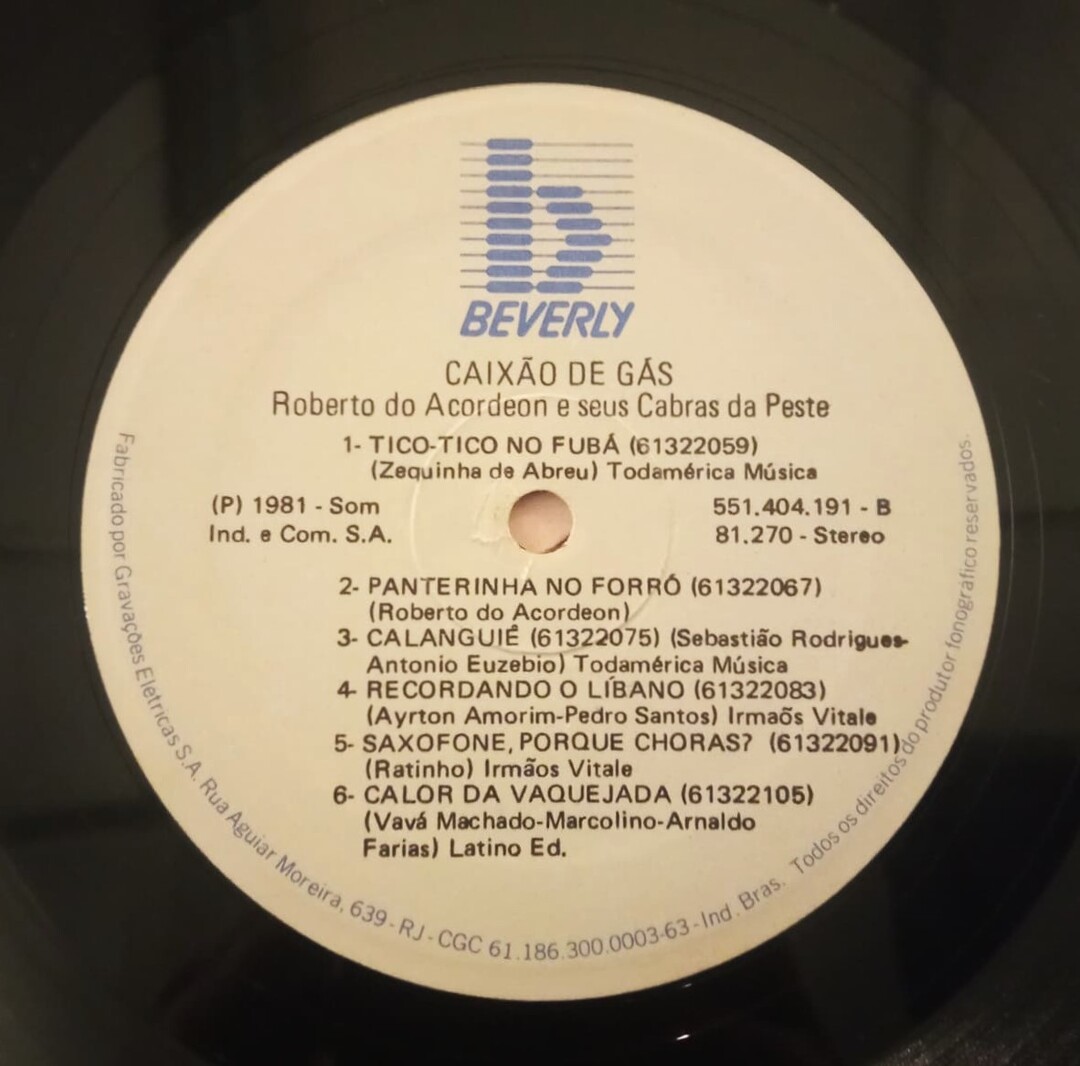 BEVERLY
CAIXÃO DE GÁS
Roberto do Acordeon e seus Cabras da Peste
1- TICO-TICO NO FUBÁ (61322059)
(Zequinha de Abreu) Todamérica Música
(P) 1981 - Som
Ind. e Com. S.A.
551.404.191 - B
81.270 - Stereo
2- PANTERINHA NO FORRÓ (61322067)
(Roberto do Acordeon)
3- CALANGUIÊ (61322075) (Sebastião Rodrigues-
Antonio Euzebio) Todamérica Música
4- RECORDANDO O LÍBANO (61322083)
(Ayrton Amorim-Pedro Santos) Irmaõs Vitale
5- SAXOFONE, PORQUE CHORAS? (61322091)
(Ratinho) Irmãos Vitale
6- CALOR DA VAQUEJADA (61322105)
(Vavá Machado-Marcolino-Arnaldo
Farias) Latino Ed.
Fabricado por Gravações Eletricas S.A. Rua Aguiar Moreira, 639 - RJ - CGC 61.186.300.0003-63 - Ind. Bras. Todos os direitos do produtor fonográfico reservados.